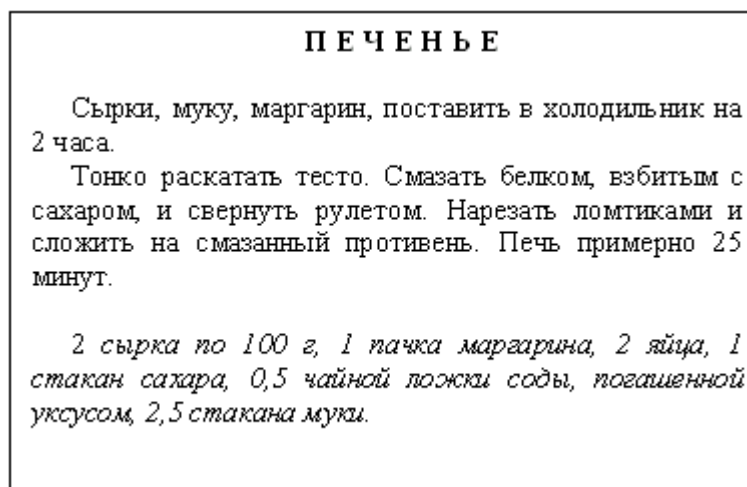 П Е Ч Е Н Ь Е
Сырки, муку, маргарин, поставить в холодильник на
2 часа.
Тонко раскатать тесто. Смазать белком, взбитым с
сахаром, и свернуть рулетом. Нарезать ломтиками и
сложить на смазанный противень. Печь примерно 25
минут.
2 сырка по 100 г, 1 пачка маргарина, 2 яйца, 1
стакан сахара, 0,5 чайной ложки соды, погашенной
уксусом, 2,5 стакана муки.